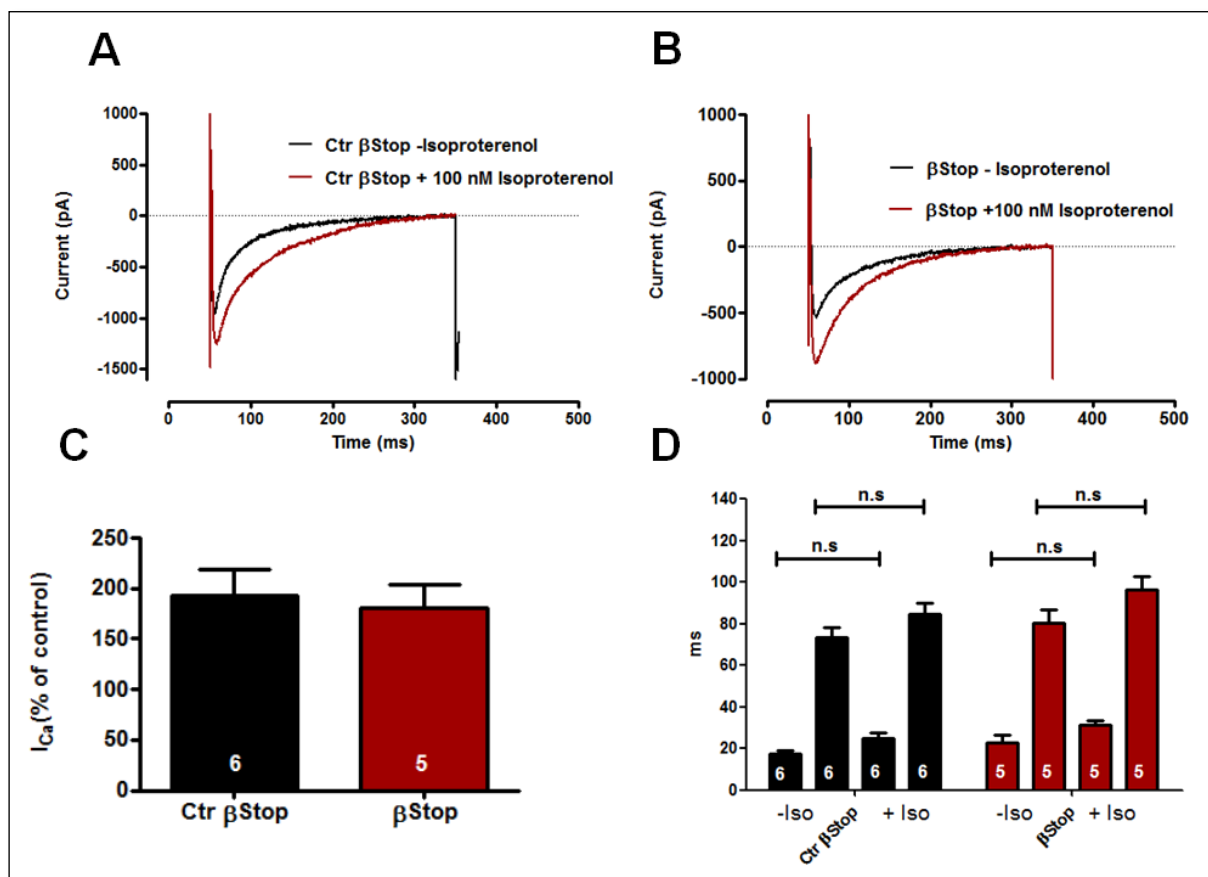 A
1000
500
0
-500
-1000
-1500
Current (pA)
Ctr βStop -Isoproterenol
Ctr βStop + 100 nM Isoproterenol
0 100 200 300 400 500
Time (ms)
B
1000
500
0
-500
-1000
Current (pA)
βStop - Isoproterenol
βStop +100 nM Isoproterenol
0 100 200 300 400 500
Time (ms)
C
250
200
150
100
50
0
ICa(% of control)
6 5
Ctr βStop βStop
D
140
120
100
80
60
40
20
0
ms
n.s n.s
n.s n.s
6 6 6 6 5 5 5 5
-Iso Ctr βStop + Iso -Iso βStop + Iso